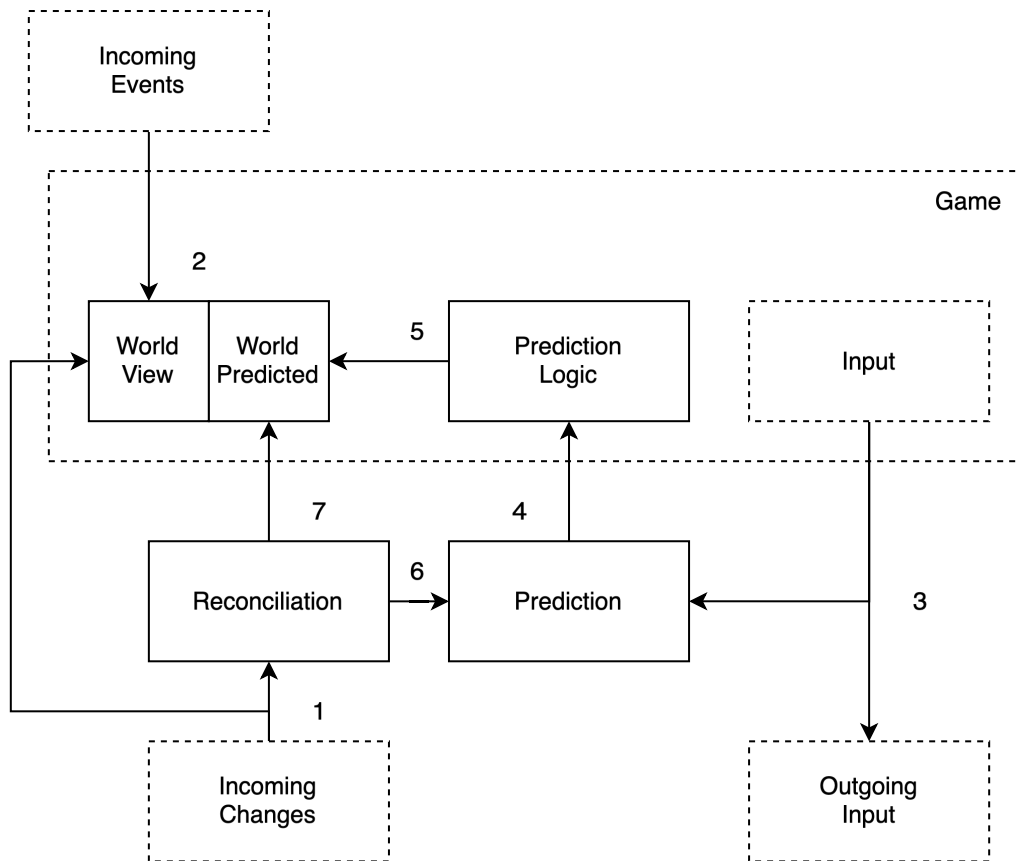 Incoming
Events
Game
2
World
View
World
Predicted
5
Prediction
Logic
Input
7
4
6
Reconciliation
Prediction
3
1
Incoming
Changes
Outgoing
Input